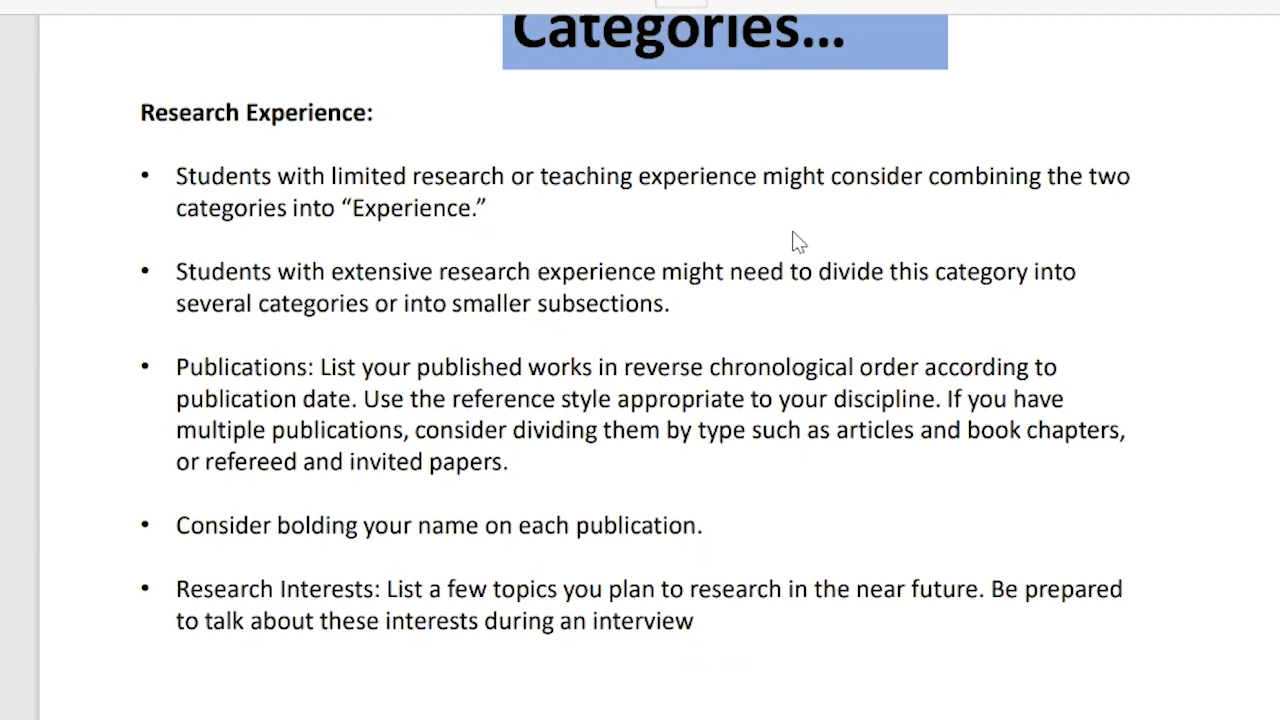 Categories...
Research Experience:
• Students with limited research or teaching experience might consider combining the two
categories into “Experience.”
• Students with extensive research experience might need to divide this category into
several categories or into smaller subsections.
• Publications: List your published works in reverse chronological order according to
publication date. Use the reference style appropriate to your discipline. If you have
multiple publications, consider dividing them by type such as articles and book chapters,
or refereed and invited papers.
• Consider bolding your name on each publication.
• Research Interests: List a few topics you plan to research in the near future. Be prepared
to talk about these interests during an interview